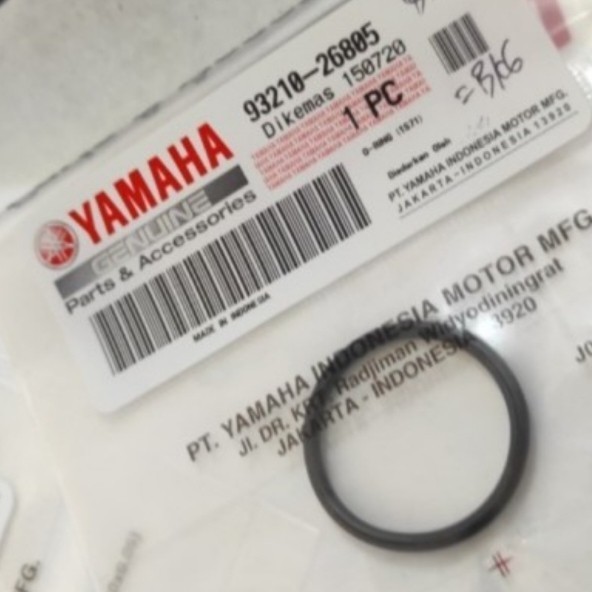 93210-26805
Dikemas 150720
1 PC
YAMAHA
GENUINE
Parts & Accessories
O-RING (1S71)
Diedarkan Oleh
PT. YAMAHA INDONESIA MOTOR MFG.
JAKARTA-INDONESIA 13920
MADE IN INDONESIA
PT. YAMAHA INDONESIA MOTOR MFG
Jl. DR. KRT. Radjiman Widyodiningrat
JAKARTA - INDONESIA 13920